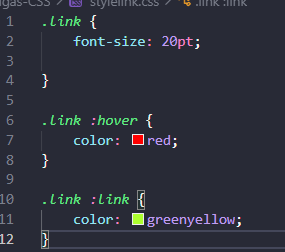 igas-CSS > stylelink.css > .link :link
1 .link {
2 font-size: 20pt;
3
4 }
5
6 .link :hover {
7 color: red;
8 }
9
10 .link :link {
11 color: greenyellow;
12 }